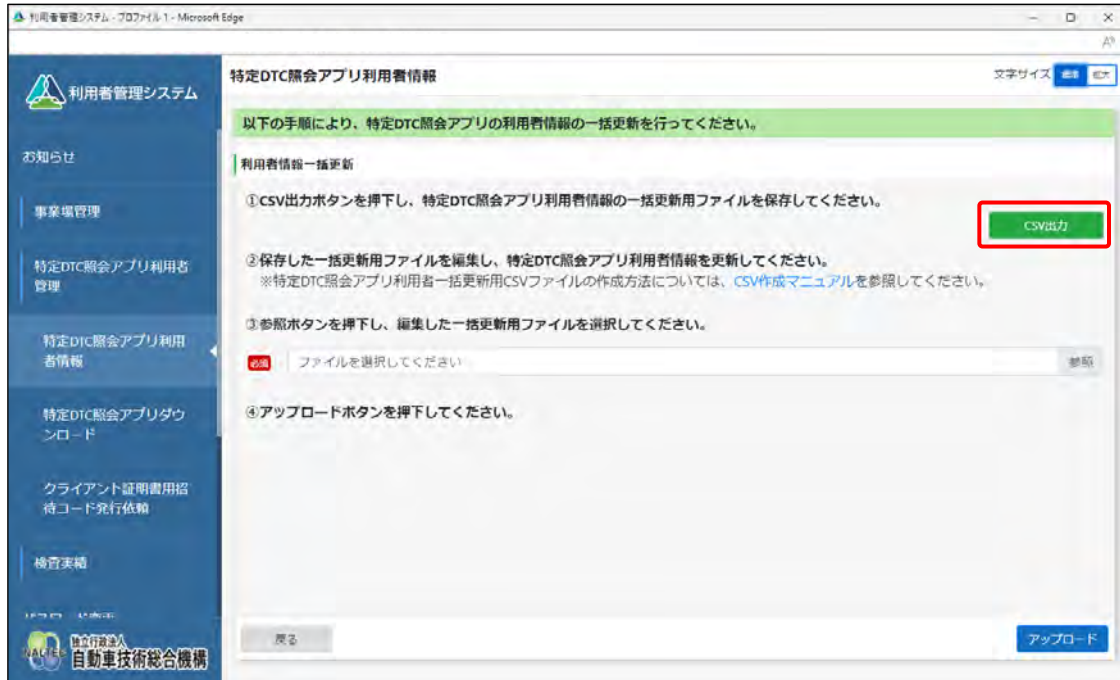 利用者管理システム - プロファイル 1 - Microsoft Edge
利用者管理システム
特定DTC照会アプリ利用者情報
文字サイズ 標準 拡大
以下の手順により、特定DTC照会アプリの利用者情報の一括更新を行ってください。
お知らせ
利用者情報一括更新
①CSV出力ボタンを押下し、特定DTC照会アプリ利用者情報の一括更新用ファイルを保存してください。
事業場管理
CSV出力
②保存した一括更新用ファイルを編集し、特定DTC照会アプリ利用者情報を更新してください。
特定DTC照会アプリ利用者
管理
※特定DTC照会アプリ利用者一括更新用CSVファイルの作成方法については、CSV作成マニュアルを参照してください。
③参照ボタンを押下し、編集した一括更新用ファイルを選択してください。
特定DTC照会アプリ利用
者情報
必須 ファイルを選択してください 参照
④アップロードボタンを押下してください。
特定DTC照会アプリダウ
ンロード
クライアント証明書用招
待コード発行依頼
検査実績
戻る
アップロード
独立行政法人
自動車技術総合機構